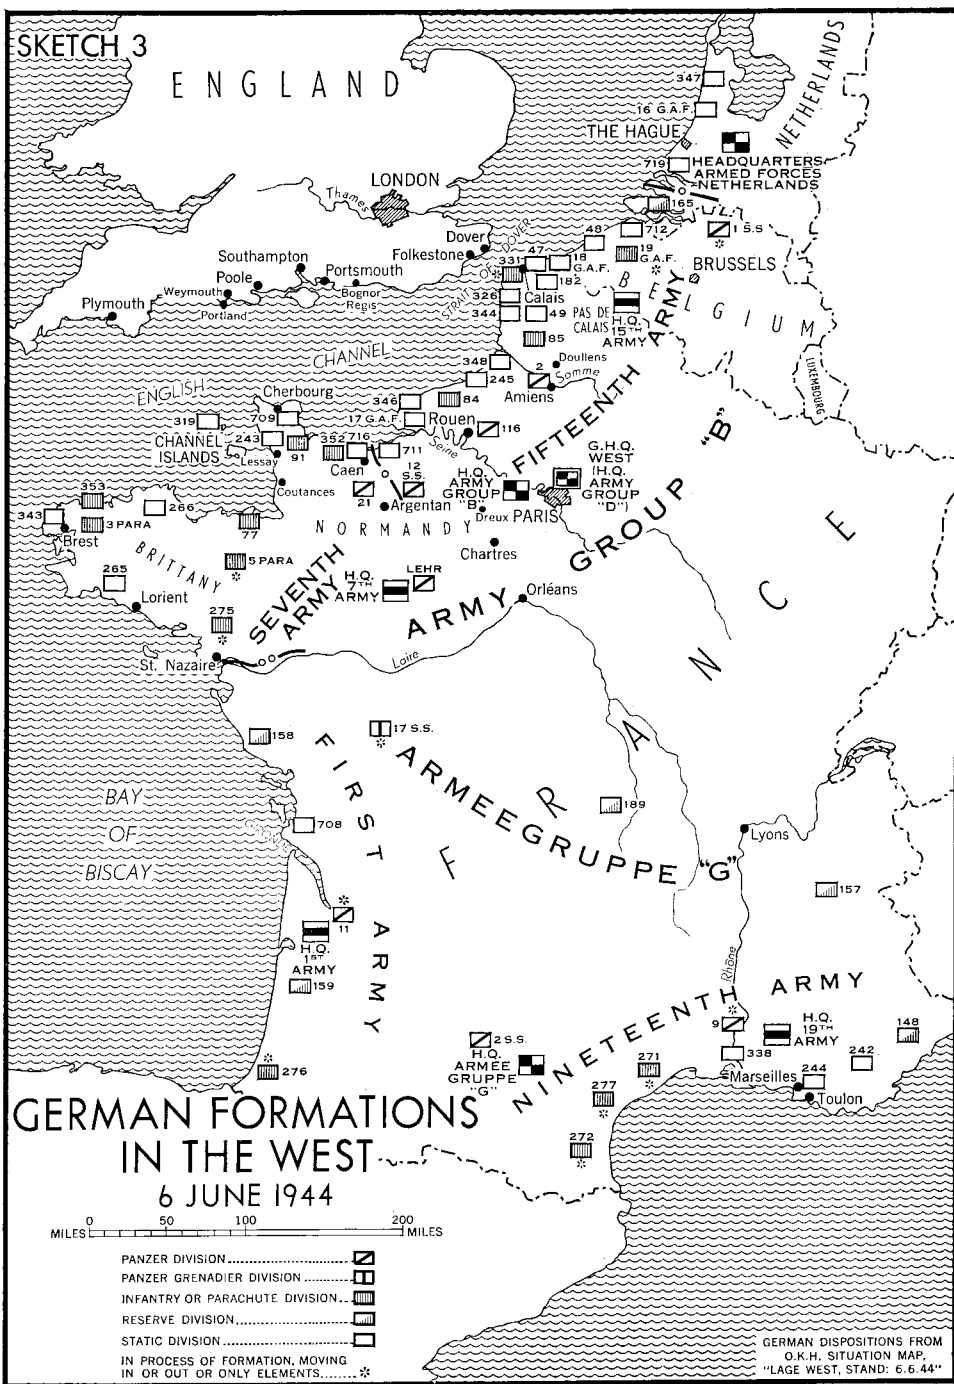 SKETCH 3
ENGLAND
NETHERLANDS
347
16 G.A.F.
THE HAGUE
719
HEADQUARTERS
ARMED FORCES
NETHERLANDS
165
Thames
LONDON
Dover
Folkestone
STRAIT OF DOVER
48
712
1 S.S
19
G.A.F.
BRUSSELS
BELGIUM
47
18
G.A.F.
331
182
Calais
326
344
49
PAS DE
CALAIS
H.Q.
15TH
ARMY
85
LUXEMBOURG
Southampton
Poole
Portsmouth
Weymouth
Portland
Bognor
Regis
Plymouth
ENGLISH
CHANNEL
348
245
2
Doullens
Somme
Amiens
346
84
17 G.A.F.
Rouen
116
Seine
Cherbourg
319
709
CHANNEL
ISLANDS
243
Lessay
91
352
716
711
Caen
12
S.S.
21
Argentan
Coutances
FIFTEENTH
ARMY
G.H.Q.
WEST
(H.Q.
ARMY
GROUP
"D")
H.Q.
ARMY
GROUP
"B"
Dreux
PARIS
Chartres
NORMANDY
353
343
266
3 PARA
Brest
77
BRITTANY
5 PARA
265
Lorient
275
St. Nazaire
SEVENTH
ARMY
H.Q.
7TH
ARMY
LEHR
ARMY GROUP "B"
Orléans
Loire
FRANCE
158
17 S.S.
ARMEEGRUPPE "G"
189
FIRST ARMY
708
BAY
OF
BISCAY
Lyons
157
11
H.Q.
1ST
ARMY
159
276
Rhône
NINETEENTH ARMY
9
H.Q.
19TH
ARMY
148
338
242
244
Marseilles
Toulon
2 S.S.
H.Q.
ARMEE
GRUPPE
"G"
271
277
272
GERMAN FORMATIONS
IN THE WEST
6 JUNE 1944
0 50 100 200
MILES MILES
PANZER DIVISION
PANZER GRENADIER DIVISION
INFANTRY OR PARACHUTE DIVISION
RESERVE DIVISION
STATIC DIVISION
IN PROCESS OF FORMATION, MOVING
IN OR OUT OR ONLY ELEMENTS
GERMAN DISPOSITIONS FROM
O.K.H. SITUATION MAP,
"LAGE WEST, STAND: 6.6.44"